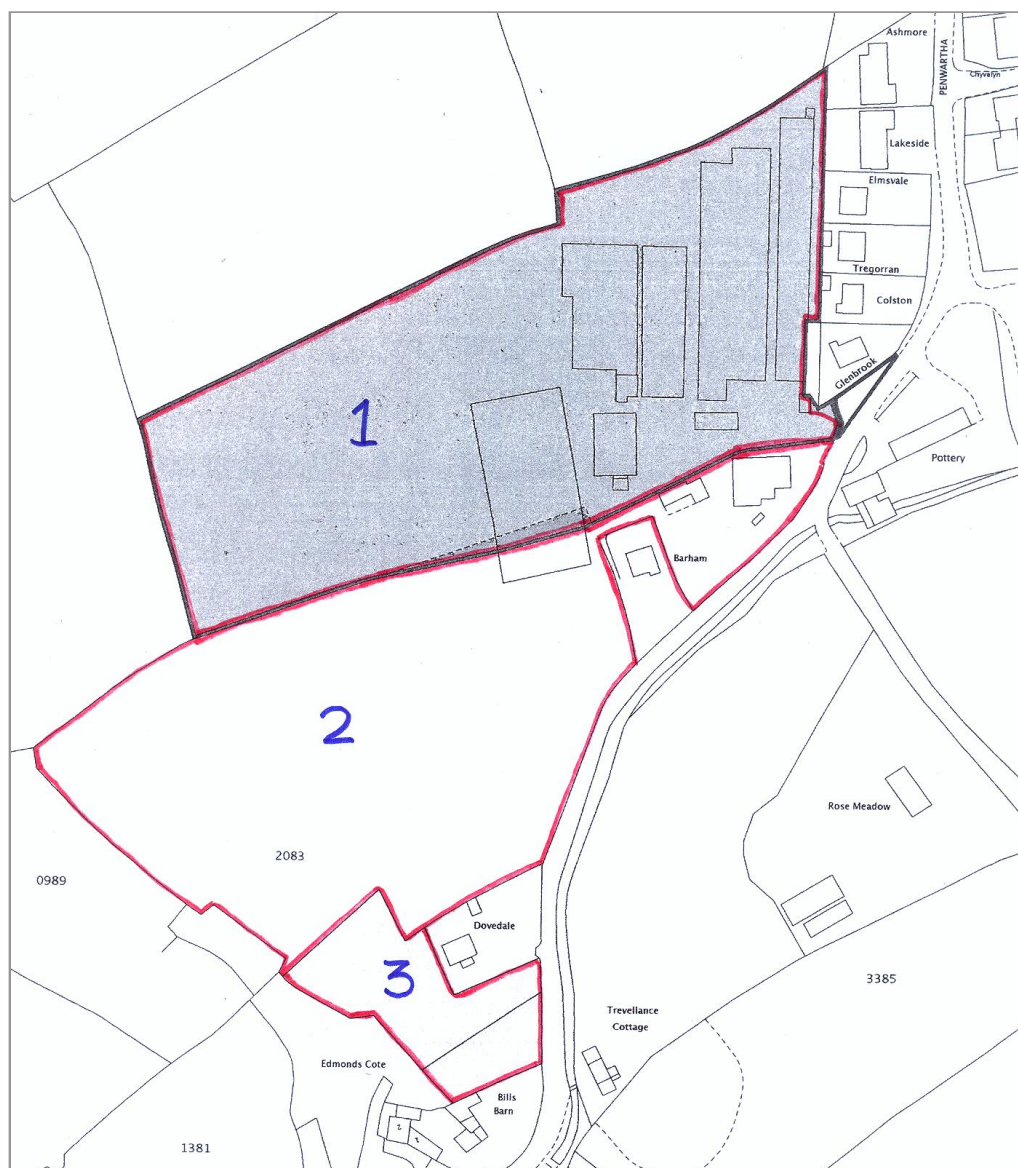 Ashmore
PENWARTHA
Chyvelyn
Lakeside
Elmsvale
Tregorran
Colston
Glenbrook
1
Pottery
Barham
2
Rose Meadow
2083
0989
Dovedale
3
3385
Trevellance
Cottage
Edmonds Cote
Bills
Barn
1381